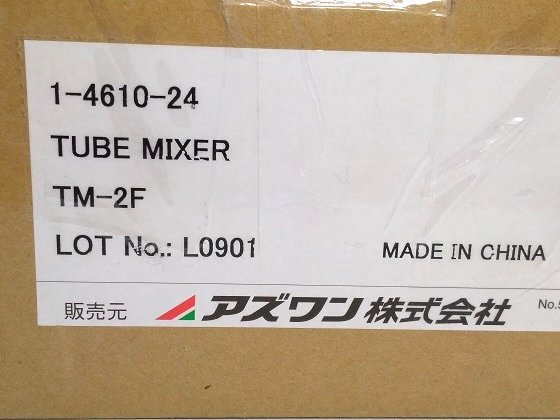 1-4610-24
TUBE MIXER
TM-2F
LOT No.: L0901
MADE IN CHINA
販売元 アズワン株式会社